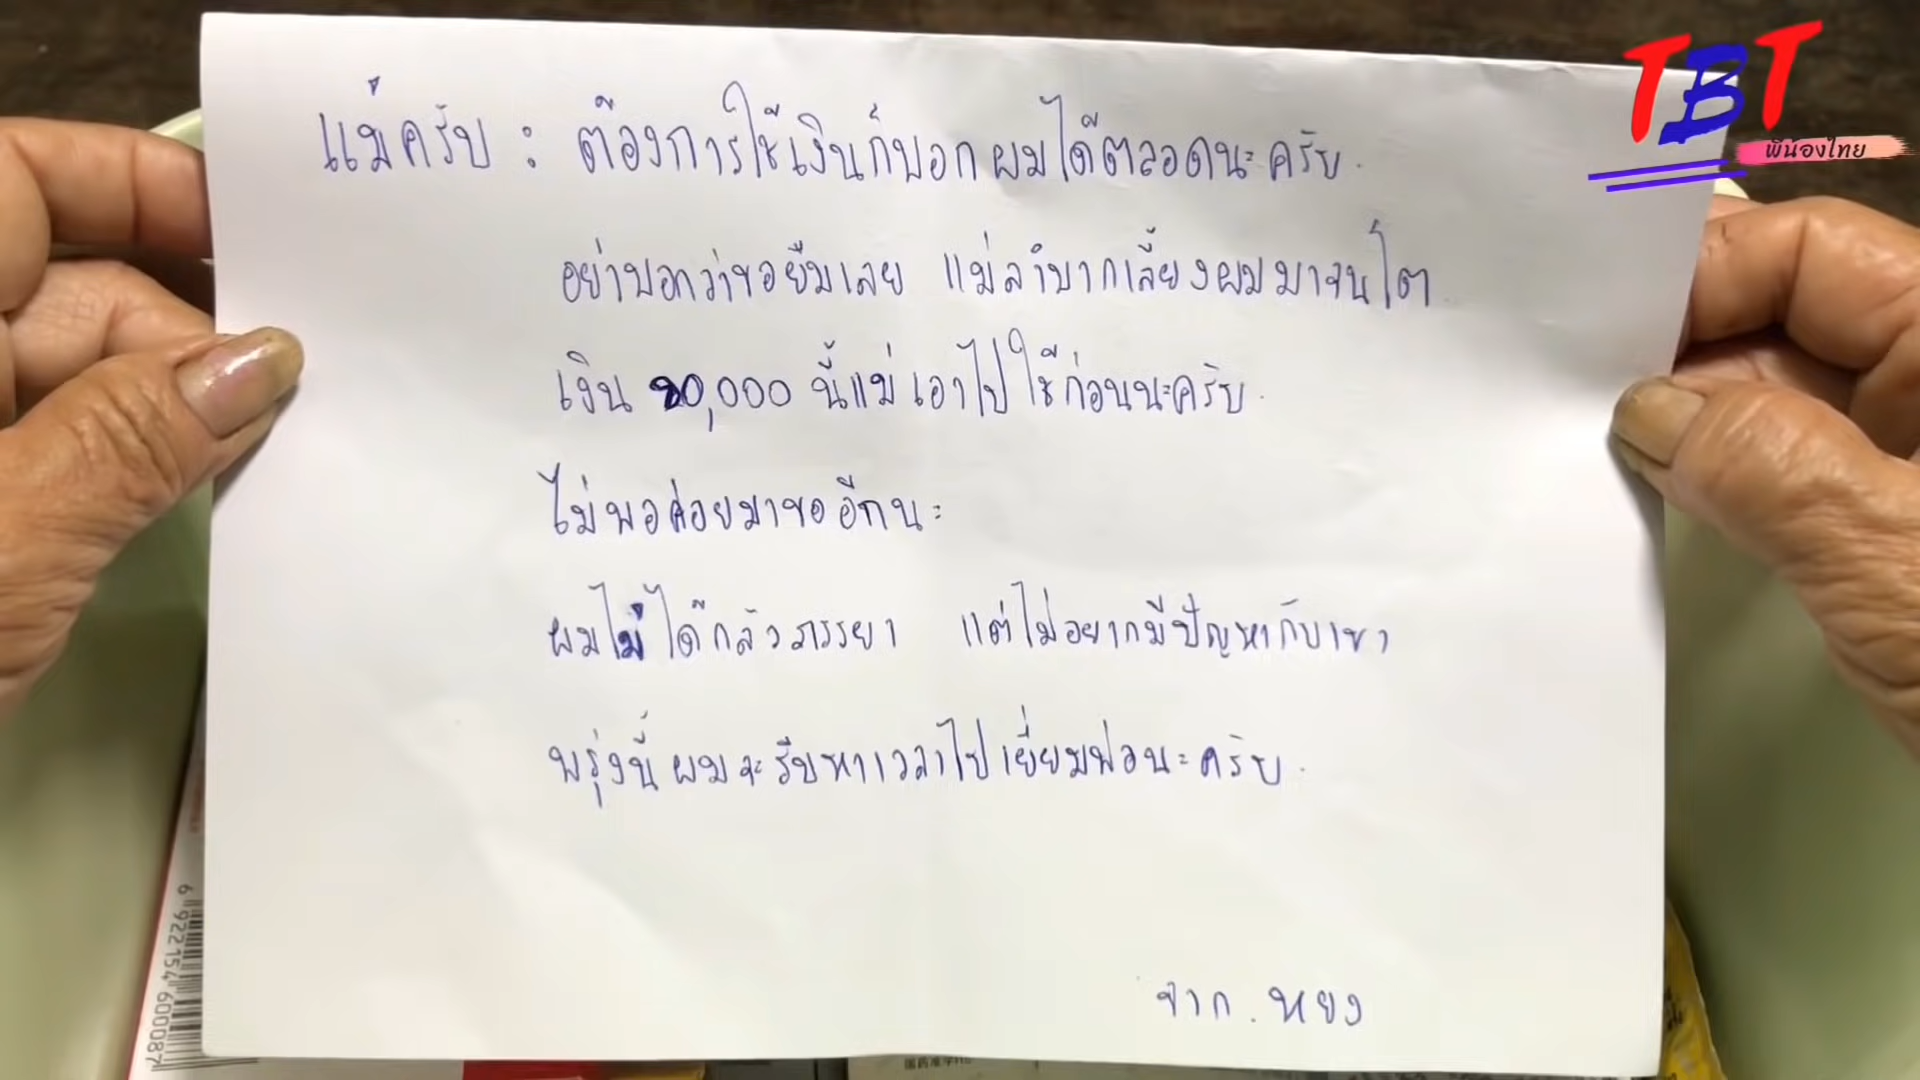 แม่ครับ : ต้องการใช้เงินก็บอกผมได้ตลอดนะครับ.
อย่าบอกว่าขอยืมเลย แม่ลำบากเลี้ยงผมมาจนโต
เงิน 20,000 นี้แม่เอาไปใช้ก่อนนะครับ.
ไม่พอค่อยมาขออีกนะ
ผมไม่ได้กลัวภรรยา แต่ไม่อยากมีปัญหากับเขา
พรุ่งนี้ผมจะรีบหาเวลาไปเยี่ยมพ่อนะครับ.
จาก. หยง
TBT
พี่น้องไทย
6 922154 600087